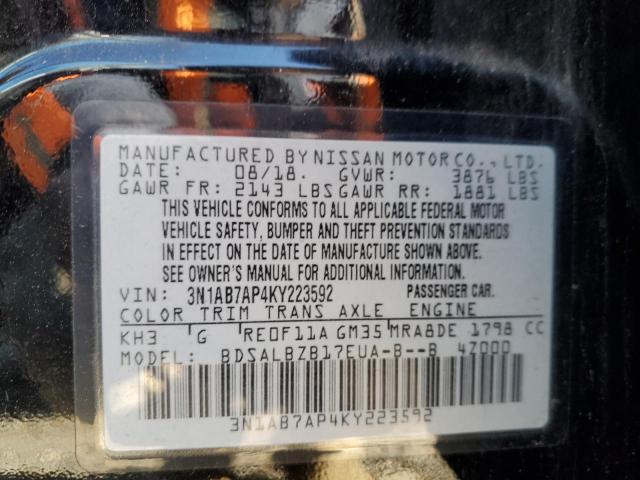 MANUFACTURED BY NISSAN MOTOR CO., LTD.
DATE: 08/18. GVWR: 3876 LBS
GAWR FR: 2143 LBS GAWR RR: 1881 LBS
THIS VEHICLE CONFORMS TO ALL APPLICABLE FEDERAL MOTOR
VEHICLE SAFETY, BUMPER AND THEFT PREVENTION STANDARDS
IN EFFECT ON THE DATE OF MANUFACTURE SHOWN ABOVE.
SEE OWNER'S MANUAL FOR ADDITIONAL INFORMATION.
VIN: 3N1AB7AP4KY223592 PASSENGER CAR.
COLOR TRIM TRANS AXLE ENGINE
KH3 G RE0F11A GM35 MRA8DE 1798 CC
MODEL: BDSALBZB17EUA-B--B 4Z000
3N1AB7AP4KY223592